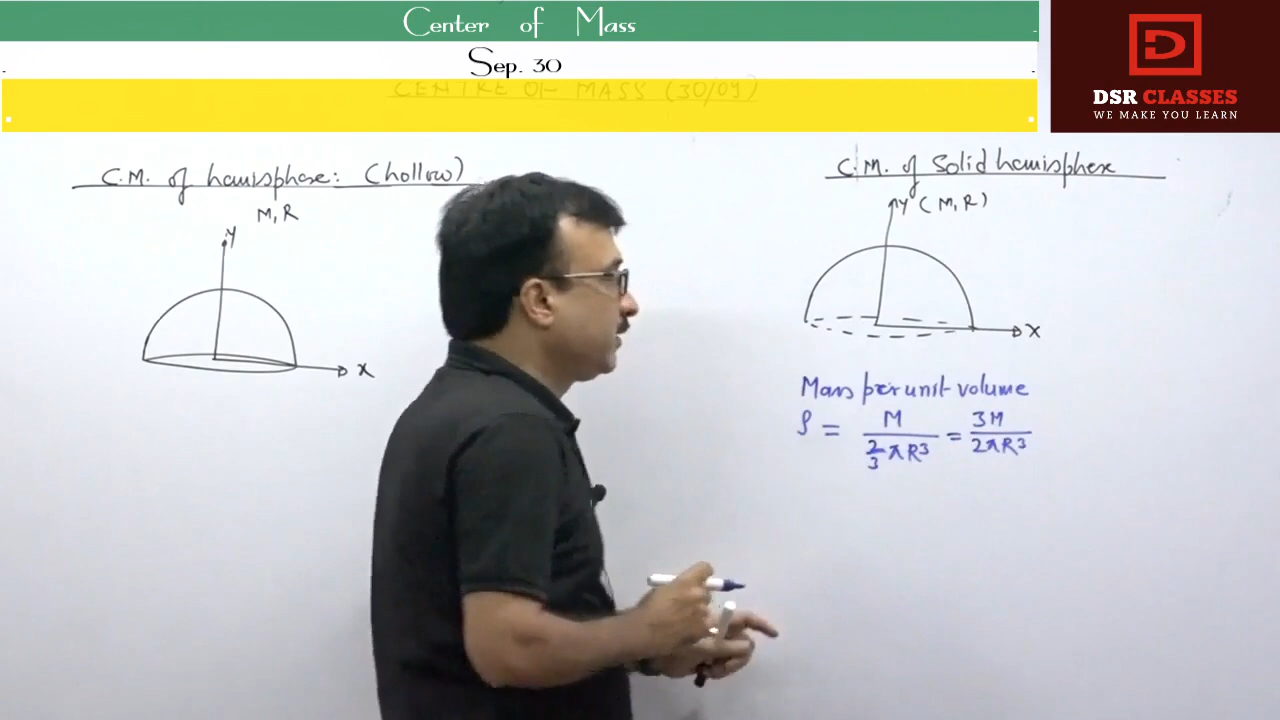 Center of Mass
Sep. 30
CENTRE OF MASS (30/09)
DSR CLASSES
WE MAKE YOU LEARN
C.M. of hemisphere: (hollow)
M, R
y
x
C.M. of Solid hemisphere
y (M, R)
x
Mass per unit volume
ρ = M / (2/3 πR³) = 3M / 2πR³